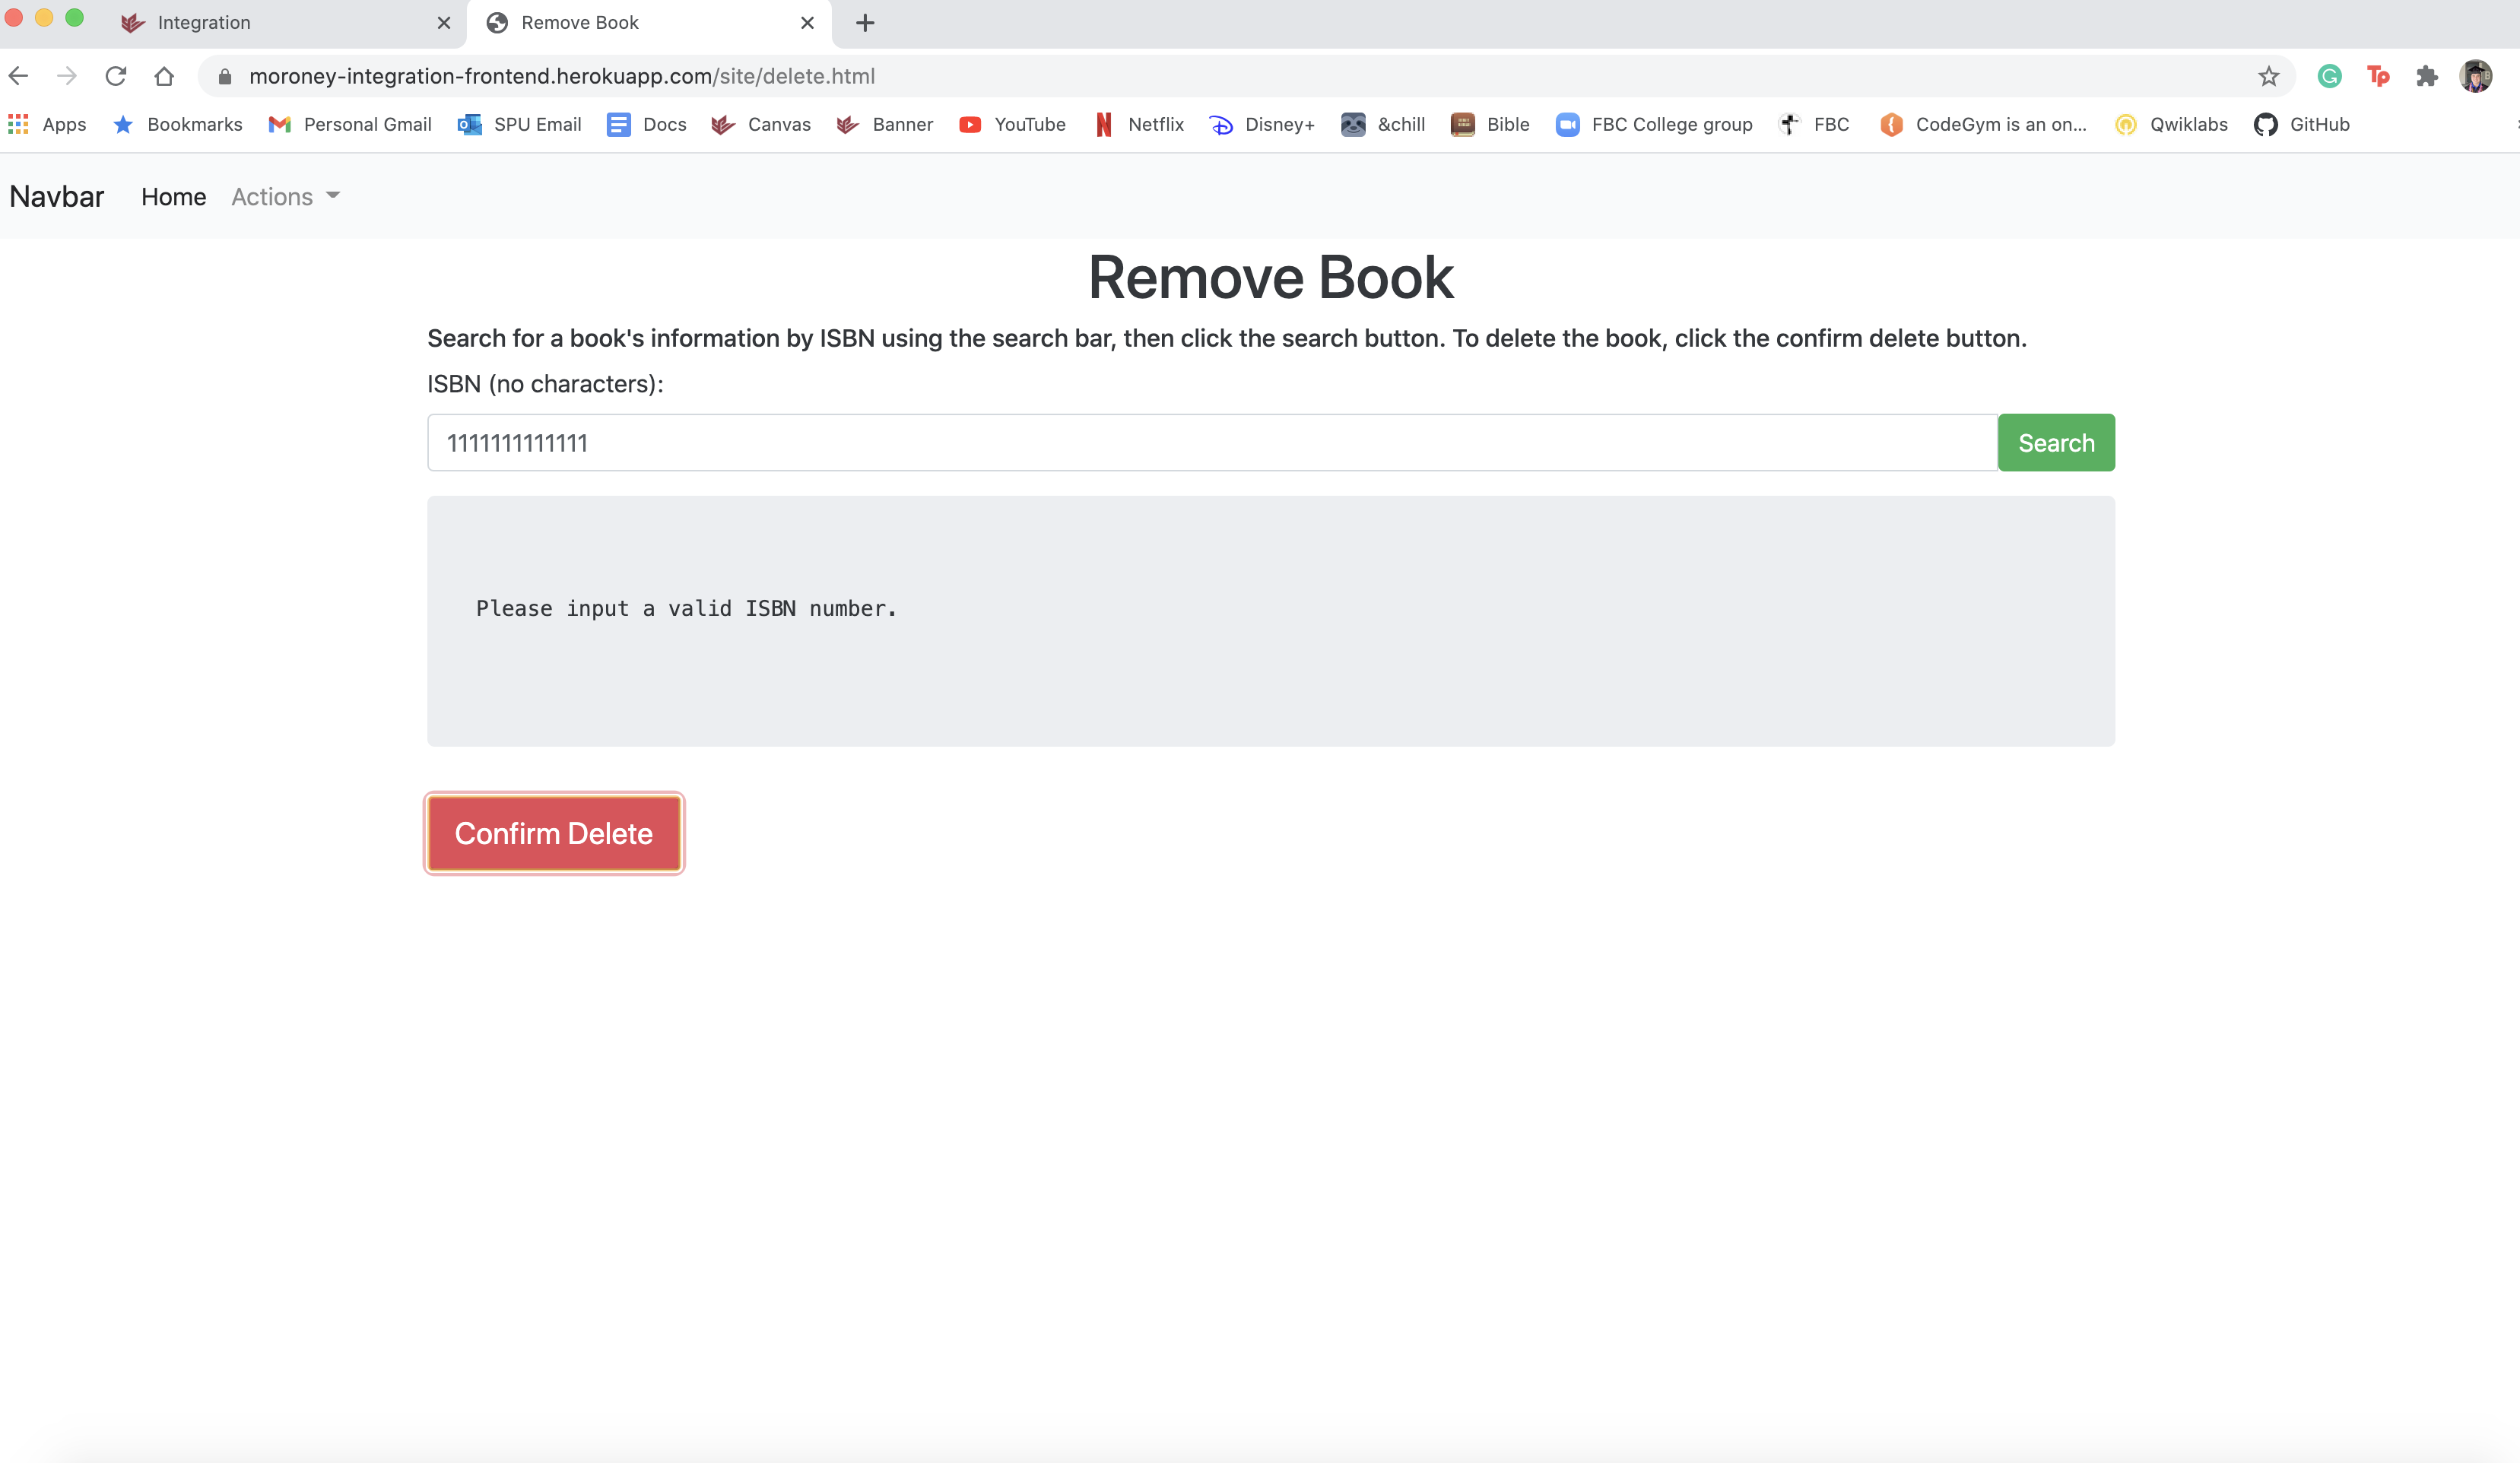 Integration
Remove Book
moroney-integration-frontend.herokuapp.com/site/delete.html
Tp
Apps Bookmarks Personal Gmail SPU Email Docs Canvas Banner YouTube Netflix Disney+ &chill Bible FBC College group FBC CodeGym is an on... Qwiklabs GitHub
Navbar Home Actions
Remove Book
Search for a book's information by ISBN using the search bar, then click the search button. To delete the book, click the confirm delete button.
ISBN (no characters):
1111111111111 Search
Please input a valid ISBN number.
Confirm Delete